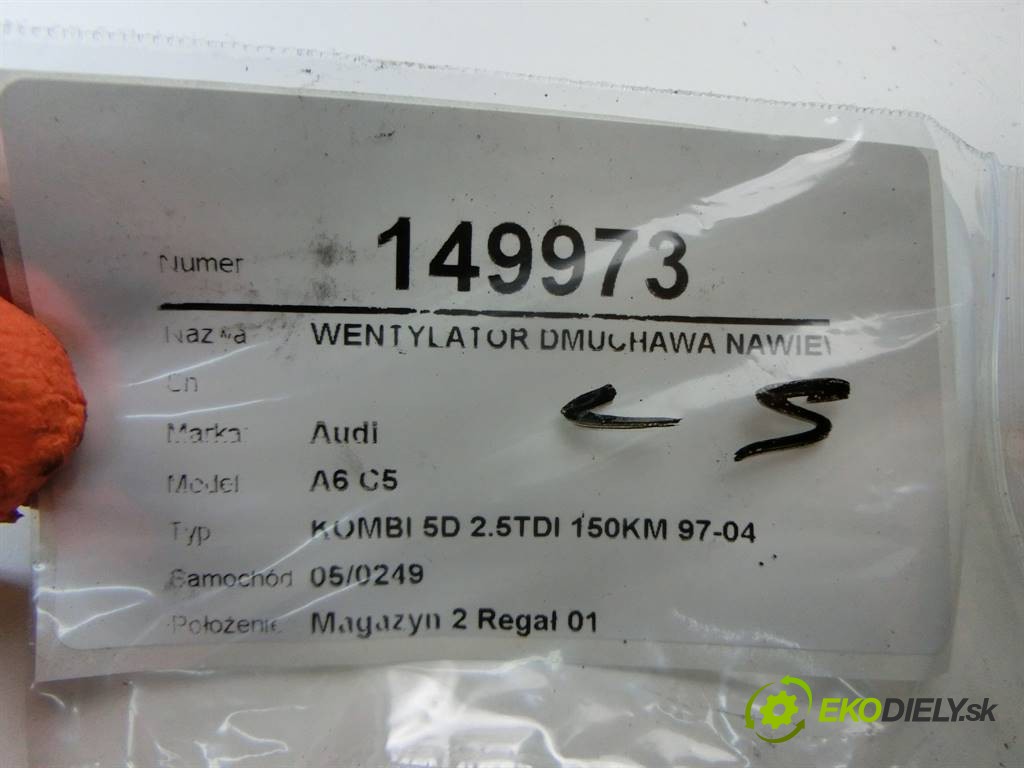 Numer 149973
Nazwa WENTYLATOR DMUCHAWA NAWIEW
Marka: Audi
Model A6 C5
Typ KOMBI 5D 2.5TDI 150KM 97-04
Samochód 05/0249
Położenie Magazyn 2 Regał 01
EKODIELY.sk